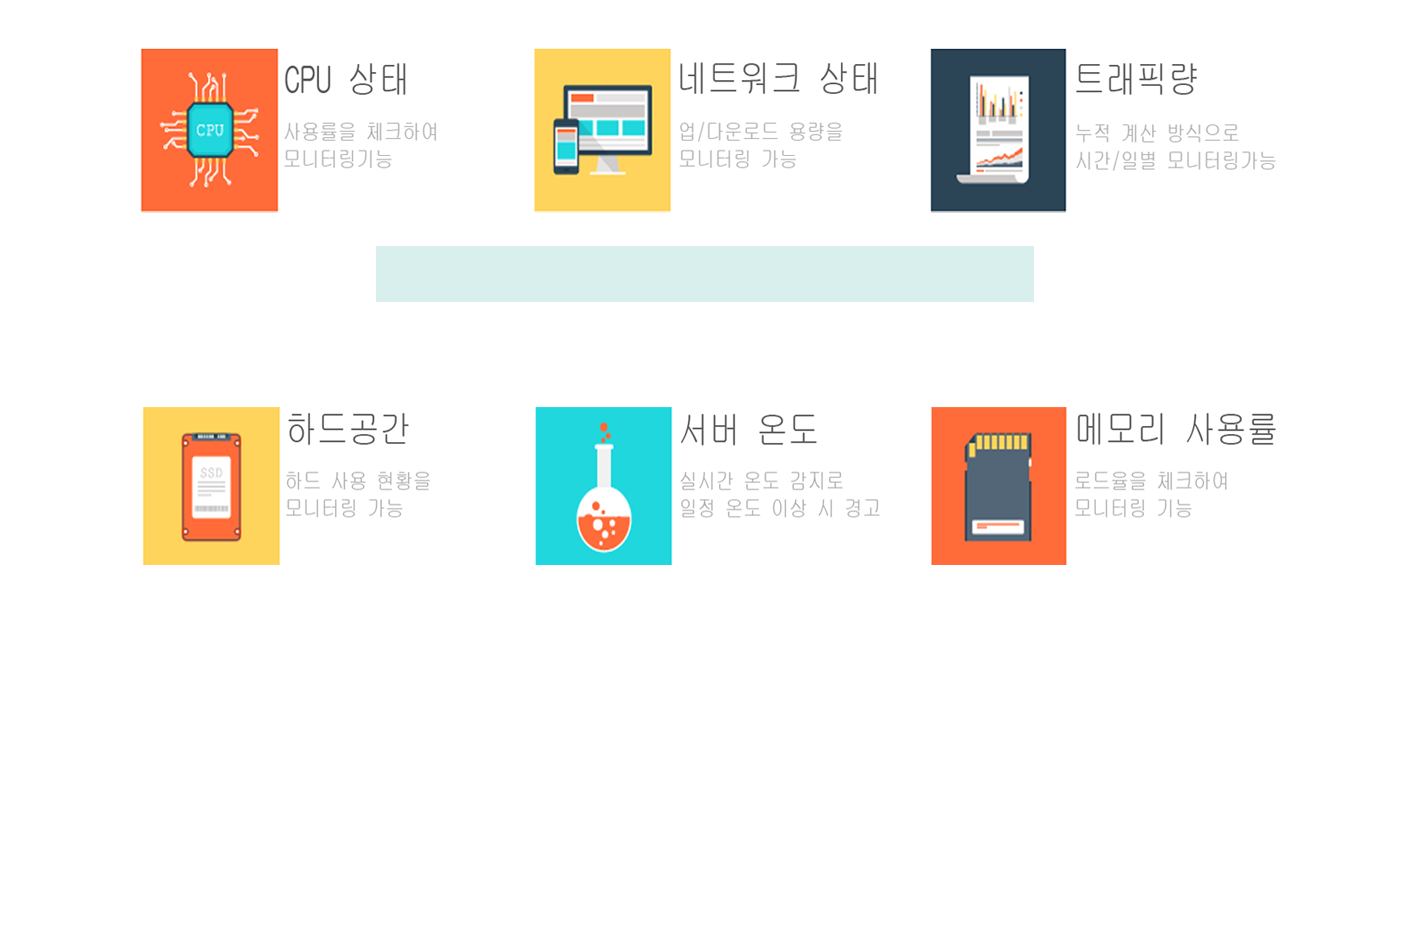 CPU 상태
사용률을 체크하여
모니터링기능
CPU
네트워크 상태
업/다운로드 용량을
모니터링 가능
트래픽량
누적 계산 방식으로
시간/일별 모니터링가능
하드공간
하드 사용 현황을
모니터링 가능
SSD
서버 온도
실시간 온도 감지로
일정 온도 이상 시 경고
메모리 사용률
로드율을 체크하여
모니터링 기능